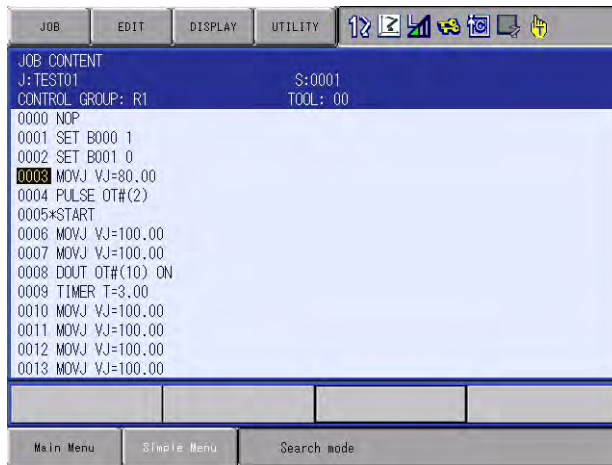 JOB EDIT DISPLAY UTILITY
JOB CONTENT
J:TEST01 S:0001
CONTROL GROUP: R1 TOOL: 00
0000 NOP
0001 SET B000 1
0002 SET B001 0
0003 MOVJ VJ=80.00
0004 PULSE OT#(2)
0005*START
0006 MOVJ VJ=100.00
0007 MOVJ VJ=100.00
0008 DOUT OT#(10) ON
0009 TIMER T=3.00
0010 MOVJ VJ=100.00
0011 MOVJ VJ=100.00
0012 MOVJ VJ=100.00
0013 MOVJ VJ=100.00
Main Menu Simple Menu Search mode